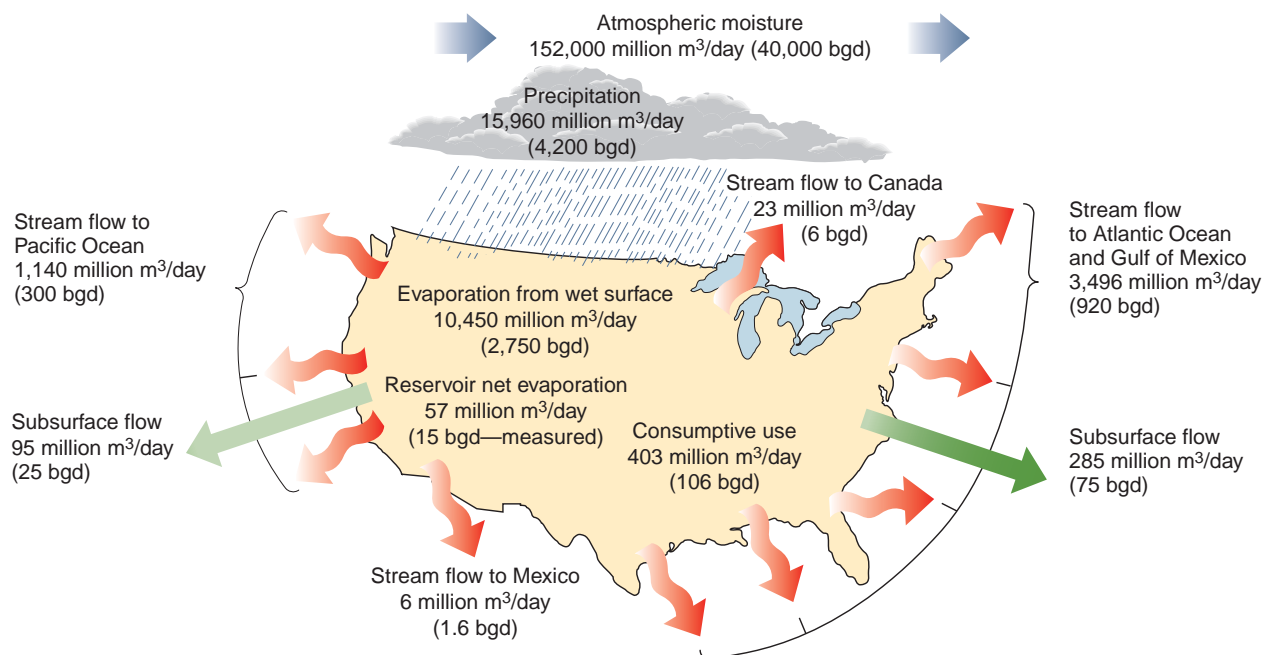 Atmospheric moisture
152,000 million m³/day (40,000 bgd)
Precipitation
15,960 million m³/day
(4,200 bgd)
Stream flow to Canada
23 million m³/day
(6 bgd)
Stream flow to
Pacific Ocean
1,140 million m³/day
(300 bgd)
Stream flow
to Atlantic Ocean
and Gulf of Mexico
3,496 million m³/day
(920 bgd)
Evaporation from wet surface
10,450 million m³/day
(2,750 bgd)
Reservoir net evaporation
57 million m³/day
(15 bgd—measured)
Consumptive use
403 million m³/day
(106 bgd)
Subsurface flow
95 million m³/day
(25 bgd)
Subsurface flow
285 million m³/day
(75 bgd)
Stream flow to Mexico
6 million m³/day
(1.6 bgd)